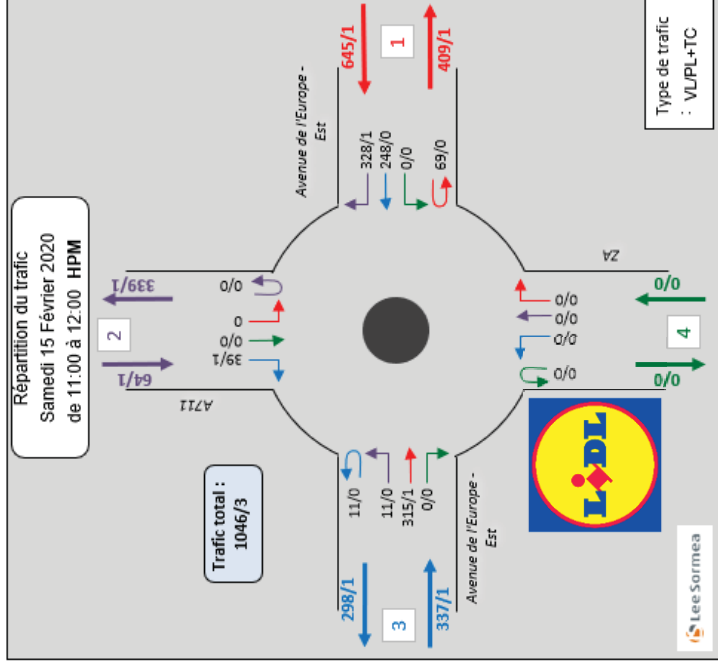 Répartition du trafic
Samedi 15 Février 2020
de 11:00 à 12:00 HPM
64/1
2
339/1
A711
39/1
0/0
0
0/0
Trafic total :
1046/3
Avenue de l'Europe -
Est
645/1
1
409/1
328/1
248/0
0/0
69/0
298/1
3
337/1
11/0
11/0
315/1
0/0
Avenue de l'Europe -
Est
0/0
0/0
0/0
0/0
ZA
0/0
4
0/0
LIDL
Type de trafic
: VL/PL+TC
Lee Sormea